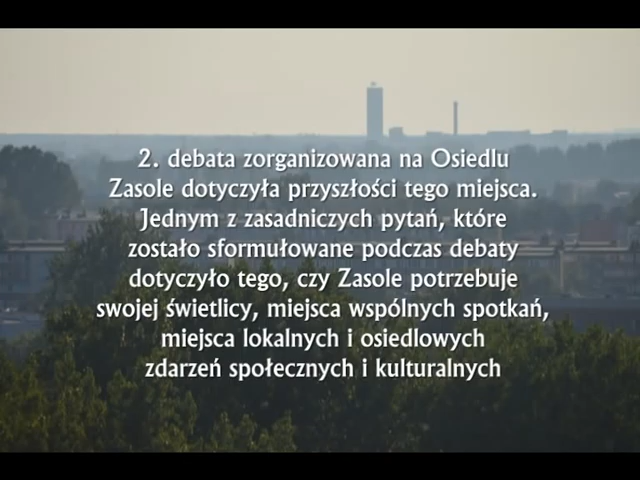 2. debata zorganizowana na Osiedlu
Zasole dotyczyła przyszłości tego miejsca.
Jednym z zasadniczych pytań, które
zostało sformułowane podczas debaty
dotyczyło tego, czy Zasole potrzebuje
swojej świetlicy, miejsca wspólnych spotkań,
miejsca lokalnych i osiedlowych
zdarzeń społecznych i kulturalnych